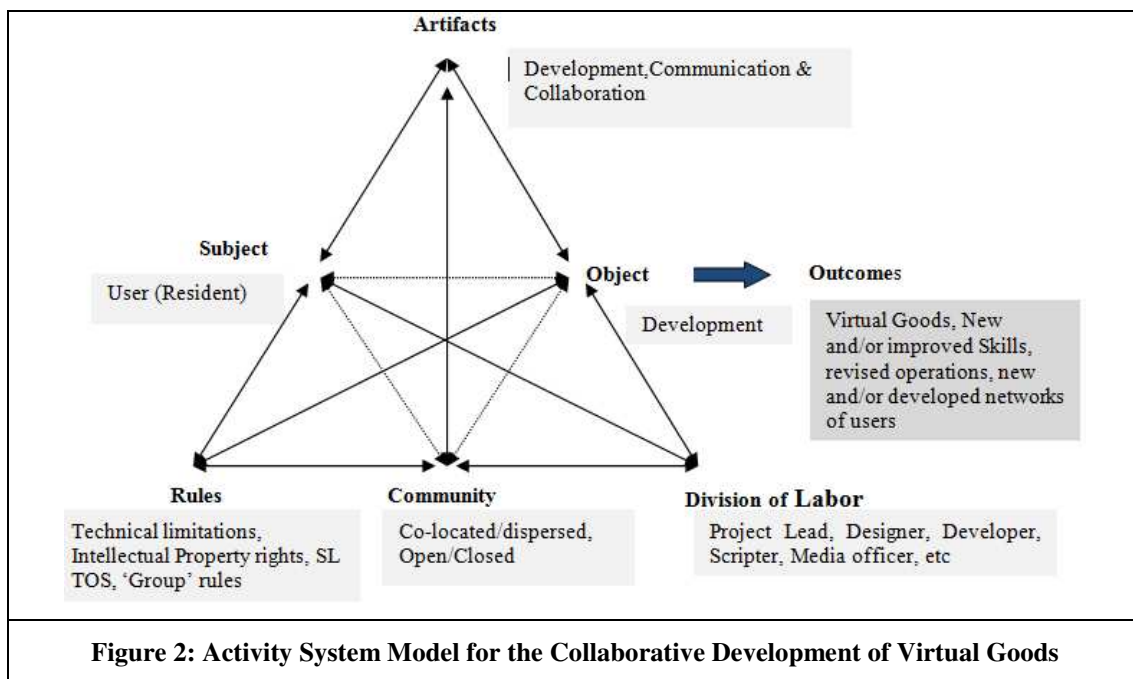 Artifacts
Development,Communication &
Collaboration
Subject
User (Resident)
Object
Development
Outcomes
Virtual Goods, New
and/or improved Skills,
revised operations, new
and/or developed networks
of users
Rules
Technical limitations,
Intellectual Property rights, SL
TOS, ‘Group’ rules
Community
Co-located/dispersed,
Open/Closed
Division of Labor
Project Lead, Designer, Developer,
Scripter, Media officer, etc
Figure 2: Activity System Model for the Collaborative Development of Virtual Goods